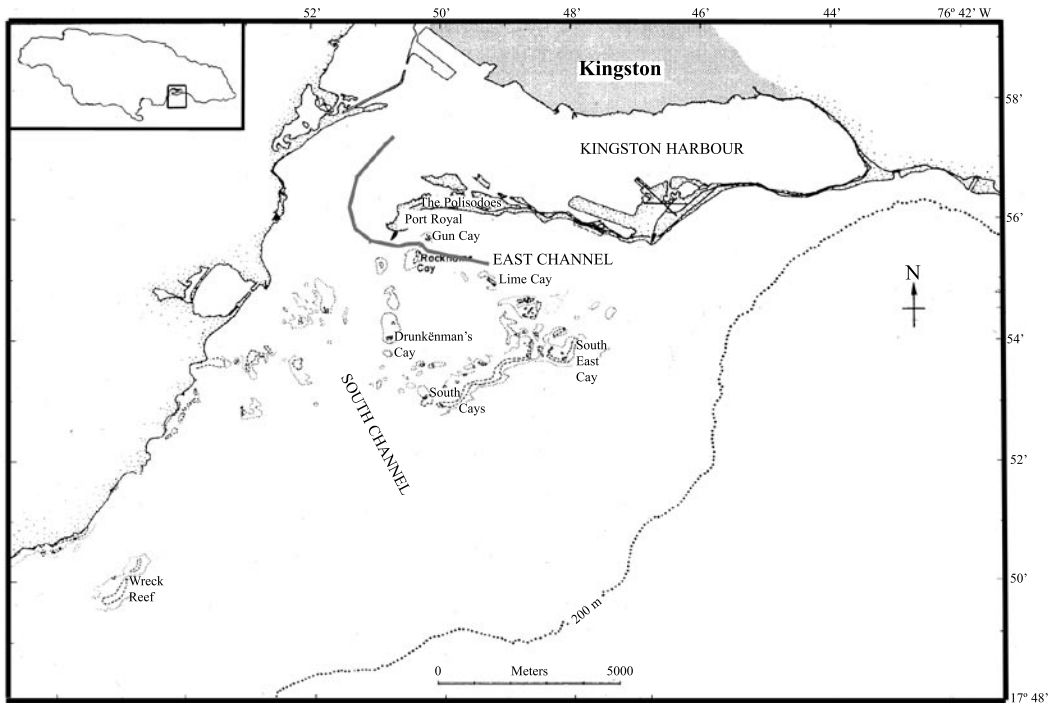 52'
50'
48'
46'
44'
76º 42' W
Kingston
58'
KINGSTON HARBOUR
The Polisodoes
Port Royal
56'
Gun Cay
EAST CHANNEL
Cay
Lime Cay
N
Drunkënman's
Cay
54'
South
East
Cay
SOUTH CHANNEL
South
Cays
52'
Wreck
Reef
50'
200 m
0 Meters 5000
17º 48'